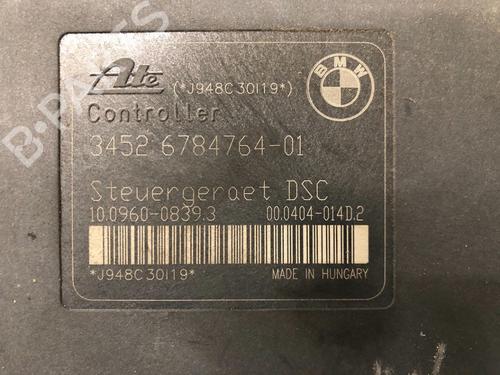 Ate (*J948C30I19*) BMW
Controller
3452 6784764-01
Steuergeraet DSC
10.0960-0839.3 00.0404-014D.2
*J948C30I19* MADE IN HUNGARY
B-PARTS